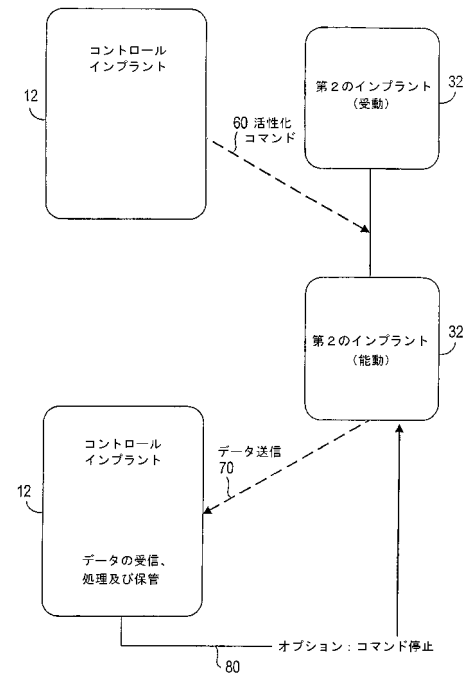 コントロール
インプラント
12
第2のインプラント
(受動)
32
60 活性化
コマンド
第2のインプラント
(能動)
32
コントロール
インプラント
12
データ送信
70
データの受信、
処理及び保管
オプション：コマンド停止
80